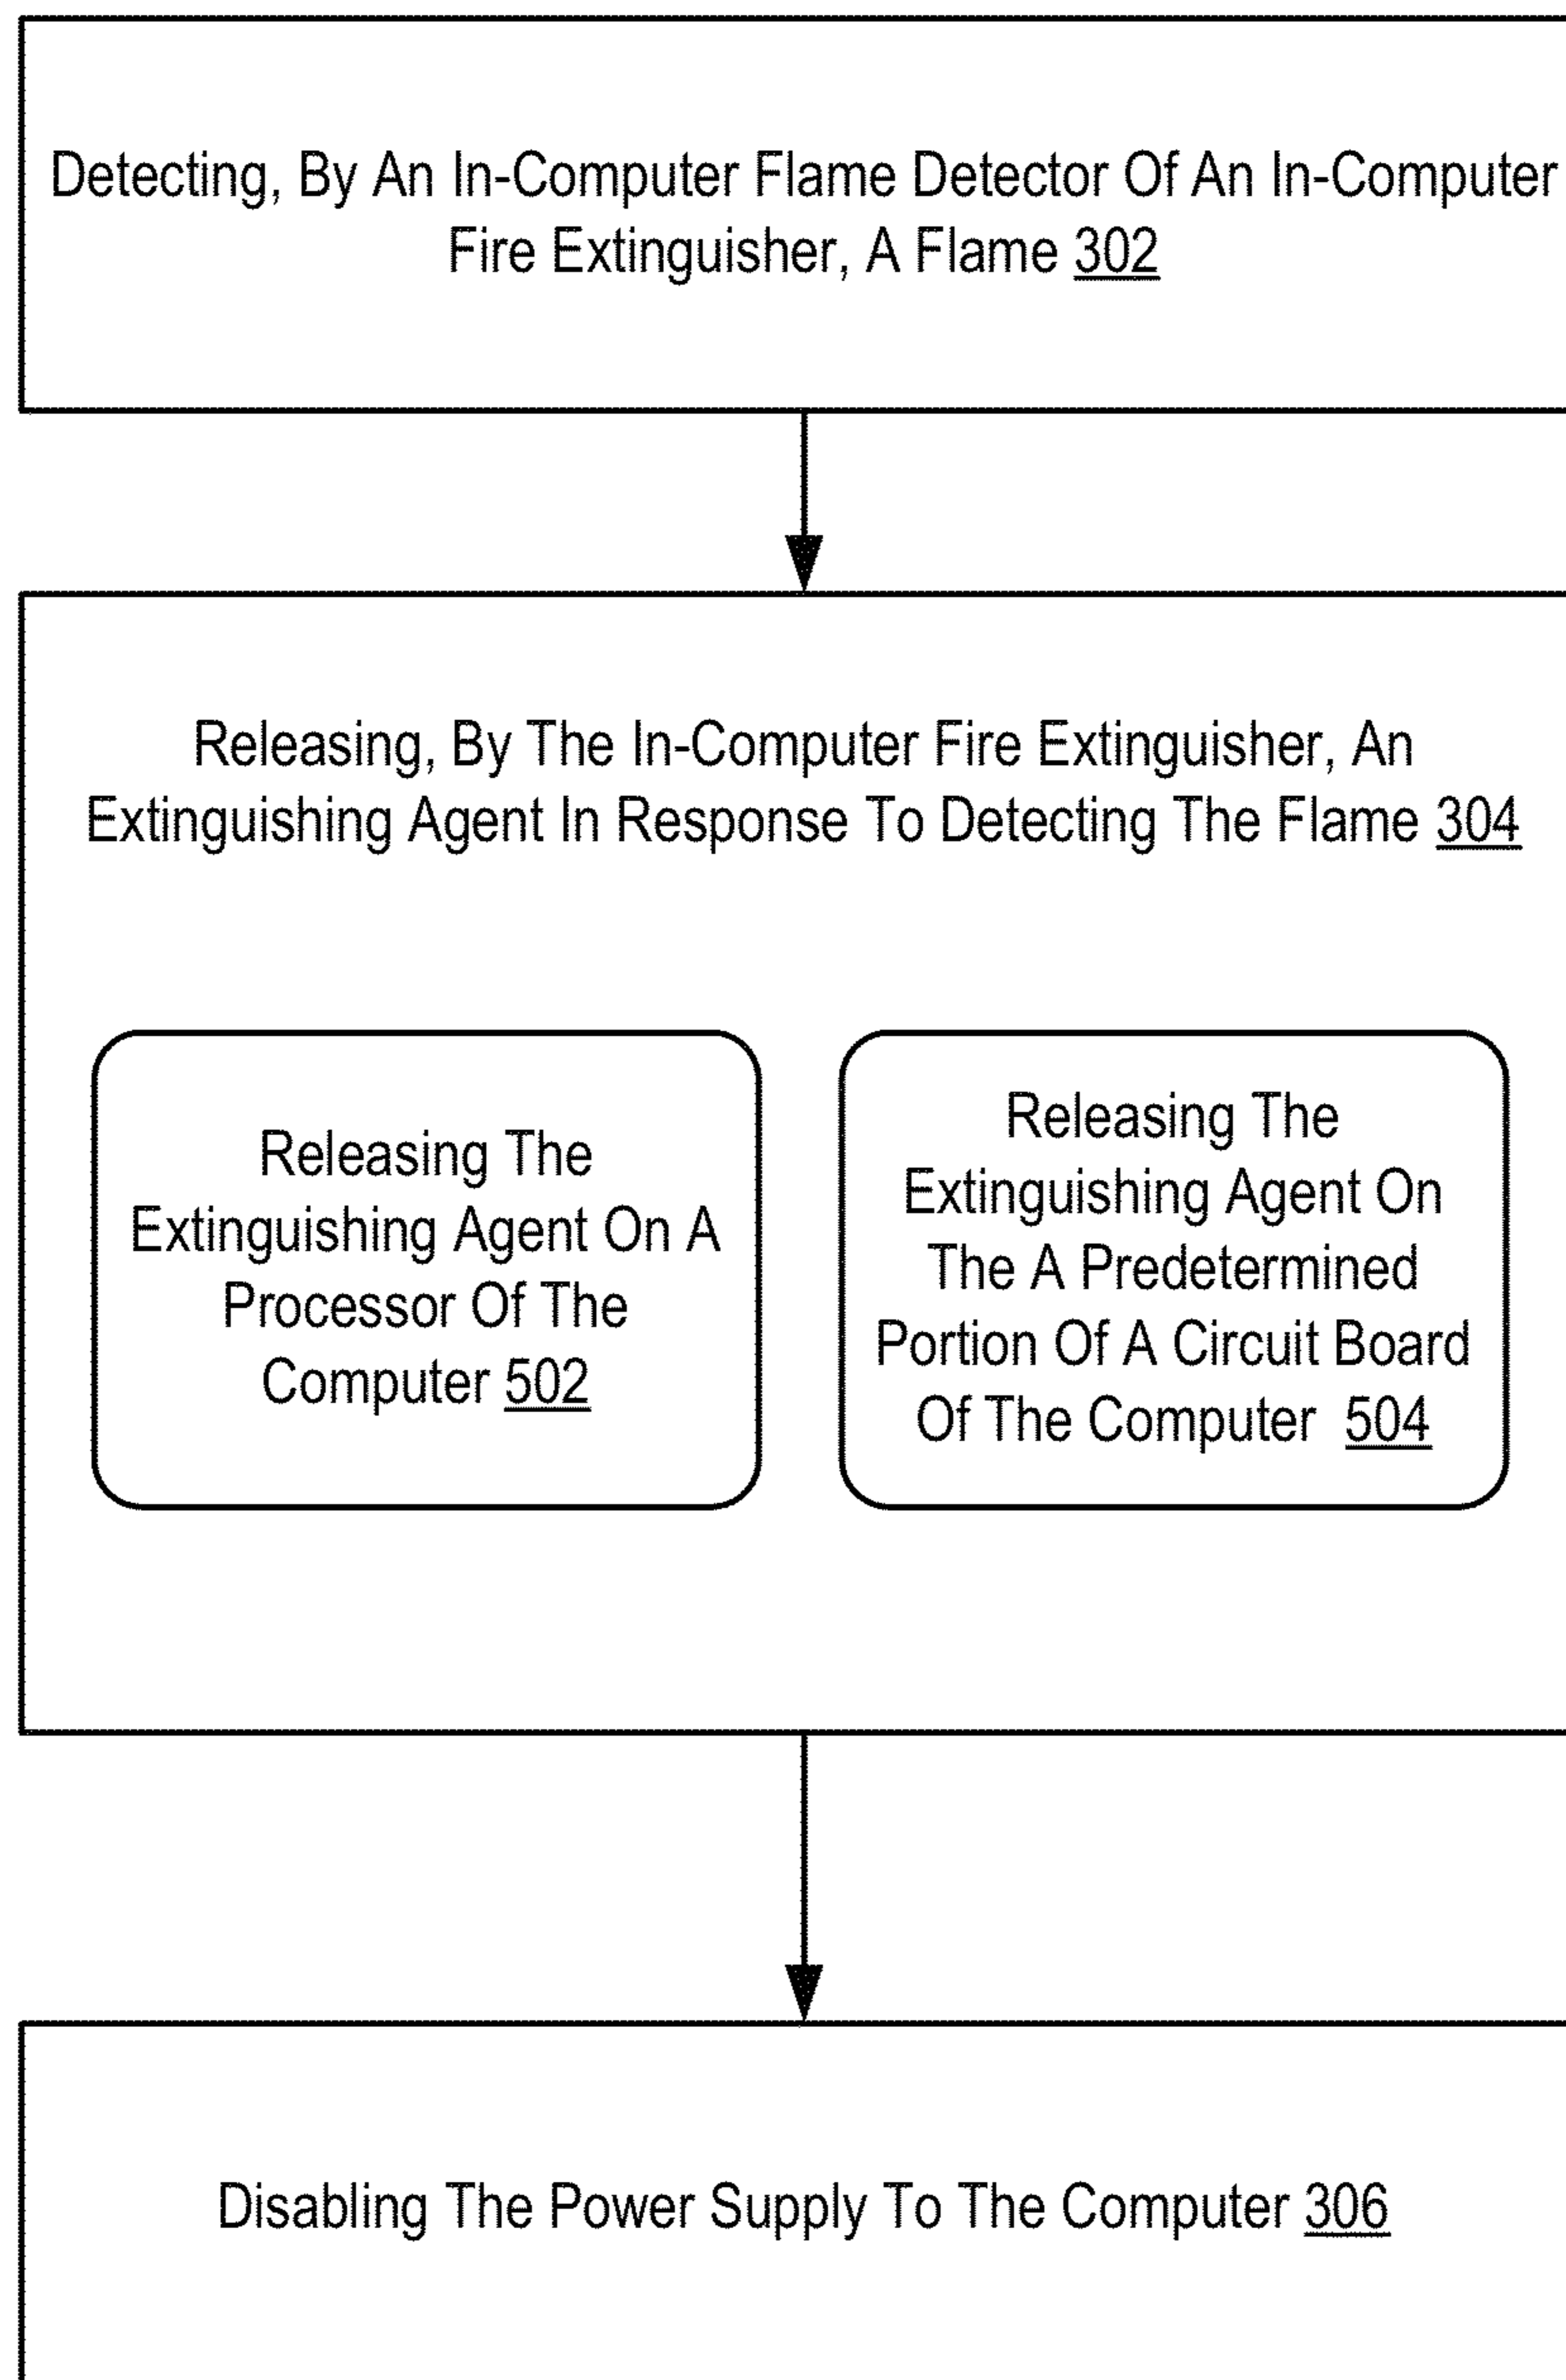 Detecting, By An In-Computer Flame Detector Of An In-Computer
Fire Extinguisher, A Flame 302
Releasing, By The In-Computer Fire Extinguisher, An
Extinguishing Agent In Response To Detecting The Flame 304
Releasing The
Extinguishing Agent On A
Processor Of The
Computer 502
Releasing The
Extinguishing Agent On
The A Predetermined
Portion Of A Circuit Board
Of The Computer 504
Disabling The Power Supply To The Computer 306